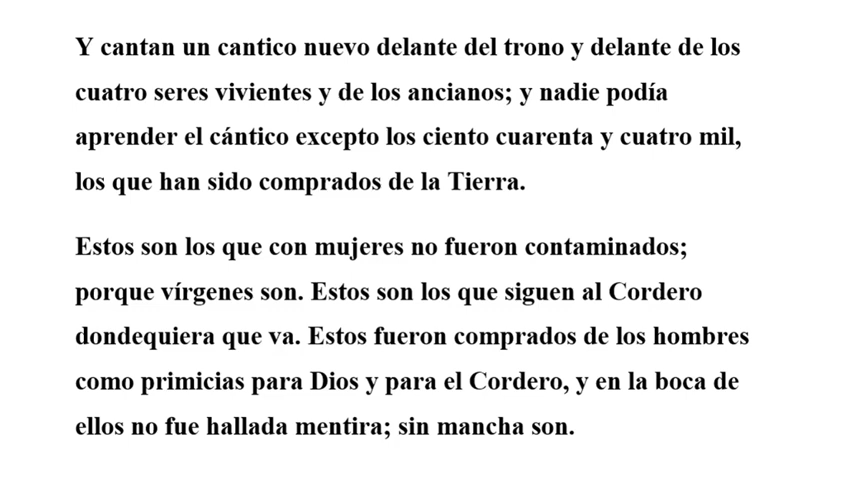 Y cantan un cantico nuevo delante del trono y delante de los
cuatro seres vivientes y de los ancianos; y nadie podía
aprender el cántico excepto los ciento cuarenta y cuatro mil,
los que han sido comprados de la Tierra.
Estos son los que con mujeres no fueron contaminados;
porque vírgenes son. Estos son los que siguen al Cordero
dondequiera que va. Estos fueron comprados de los hombres
como primicias para Dios y para el Cordero, y en la boca de
ellos no fue hallada mentira; sin mancha son.